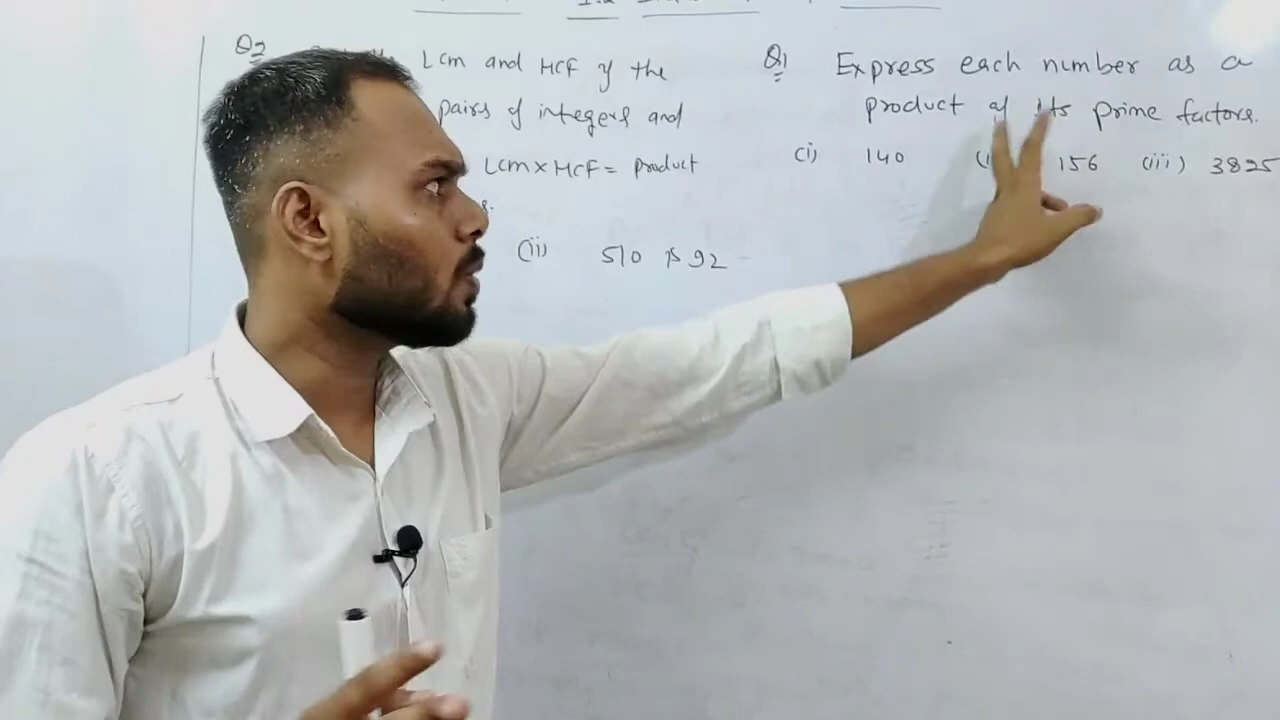 Q2 Lcm and HCF of the
pairs of integers and
Lcm x HCF = product
(ii) 510 & 92
Q1 Express each number as a
product of its prime factors.
(i) 140 156 (iii) 3825